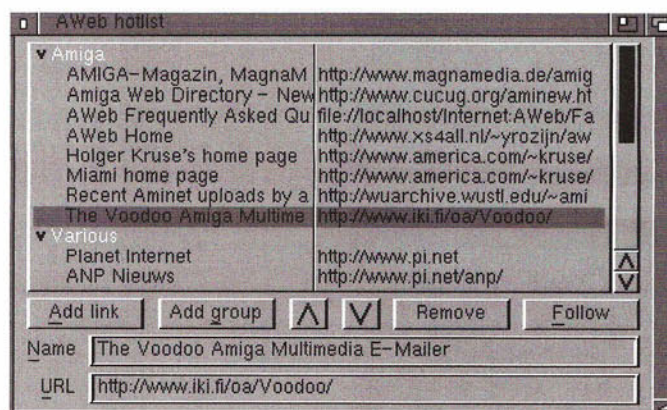 AWeb hotlist
Amiga
AMIGA-Magazin, MagnaM http://www.magnamedia.de/amig
Amiga Web Directory - New http://www.cucug.org/aminew.ht
AWeb Frequently Asked Qu file://localhost/Internet:AWeb/Fa
AWeb Home http://www.xs4all.nl/~yrozijn/aw
Holger Kruse's home page http://www.america.com/~kruse/
Miami home page http://www.america.com/~kruse/
Recent Aminet uploads by a http://wuarchive.wustl.edu/~ami
The Voodoo Amiga Multime http://www.iki.fi/oa/Voodoo/
Various
Planet Internet http://www.pi.net
ANP Nieuws http://www.pi.net/anp/
Add link Add group Remove Follow
Name The Voodoo Amiga Multimedia E-Mailer
URL http://www.iki.fi/oa/Voodoo/